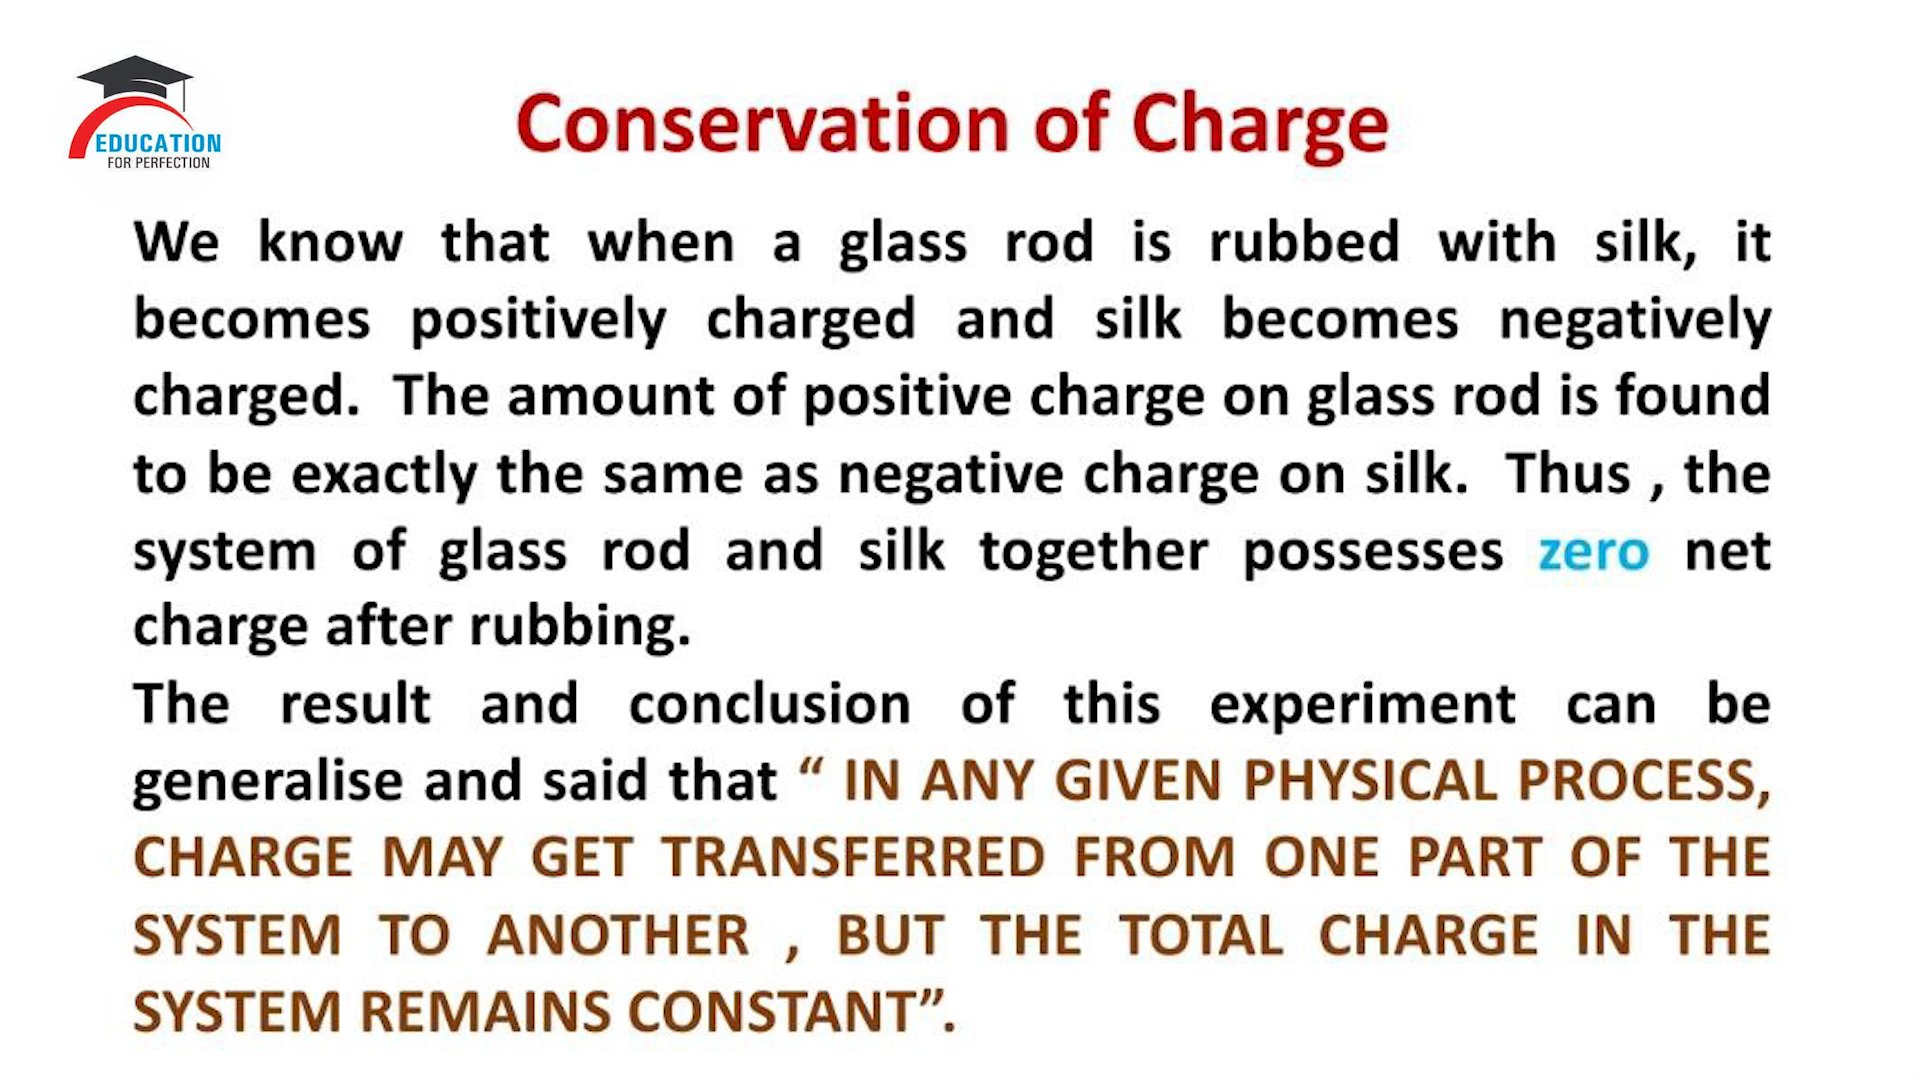 EDUCATION
FOR PERFECTION
Conservation of Charge
We know that when a glass rod is rubbed with silk, it
becomes positively charged and silk becomes negatively
charged. The amount of positive charge on glass rod is found
to be exactly the same as negative charge on silk. Thus , the
system of glass rod and silk together possesses zero net
charge after rubbing.
The result and conclusion of this experiment can be
generalise and said that “ IN ANY GIVEN PHYSICAL PROCESS,
CHARGE MAY GET TRANSFERRED FROM ONE PART OF THE
SYSTEM TO ANOTHER , BUT THE TOTAL CHARGE IN THE
SYSTEM REMAINS CONSTANT”.